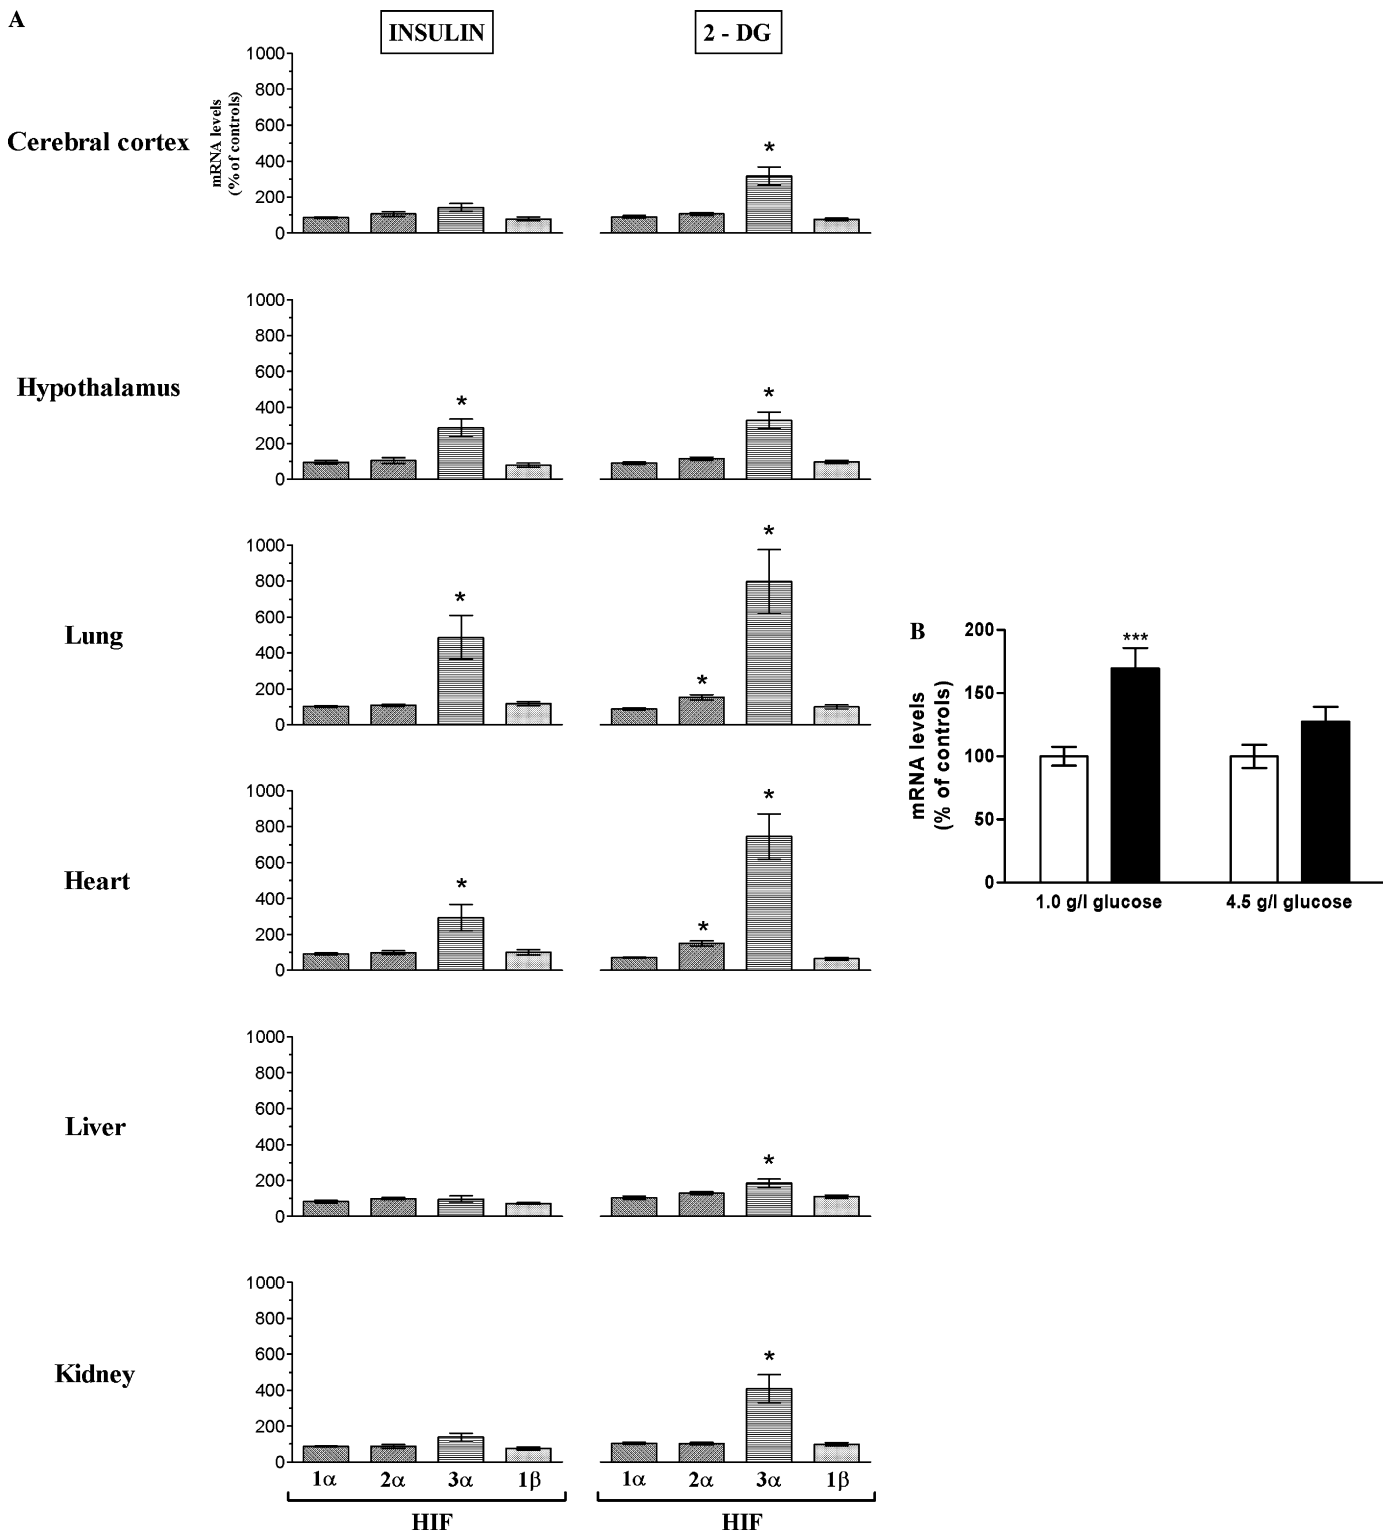 A
INSULIN
2 - DG
Cerebral cortex
mRNA levels
(% of controls)
1000
800
600
400
200
0
*
Hypothalamus
1000
800
600
400
200
0
*
*
Lung
1000
800
600
400
200
0
*
*
*
Heart
1000
800
600
400
200
0
*
*
*
Liver
1000
800
600
400
200
0
*
Kidney
1000
800
600
400
200
0
*
1α 2α 3α 1β
1α 2α 3α 1β
HIF
HIF
B
mRNA levels
(% of controls)
200
150
100
50
0
***
1.0 g/l glucose
4.5 g/l glucose